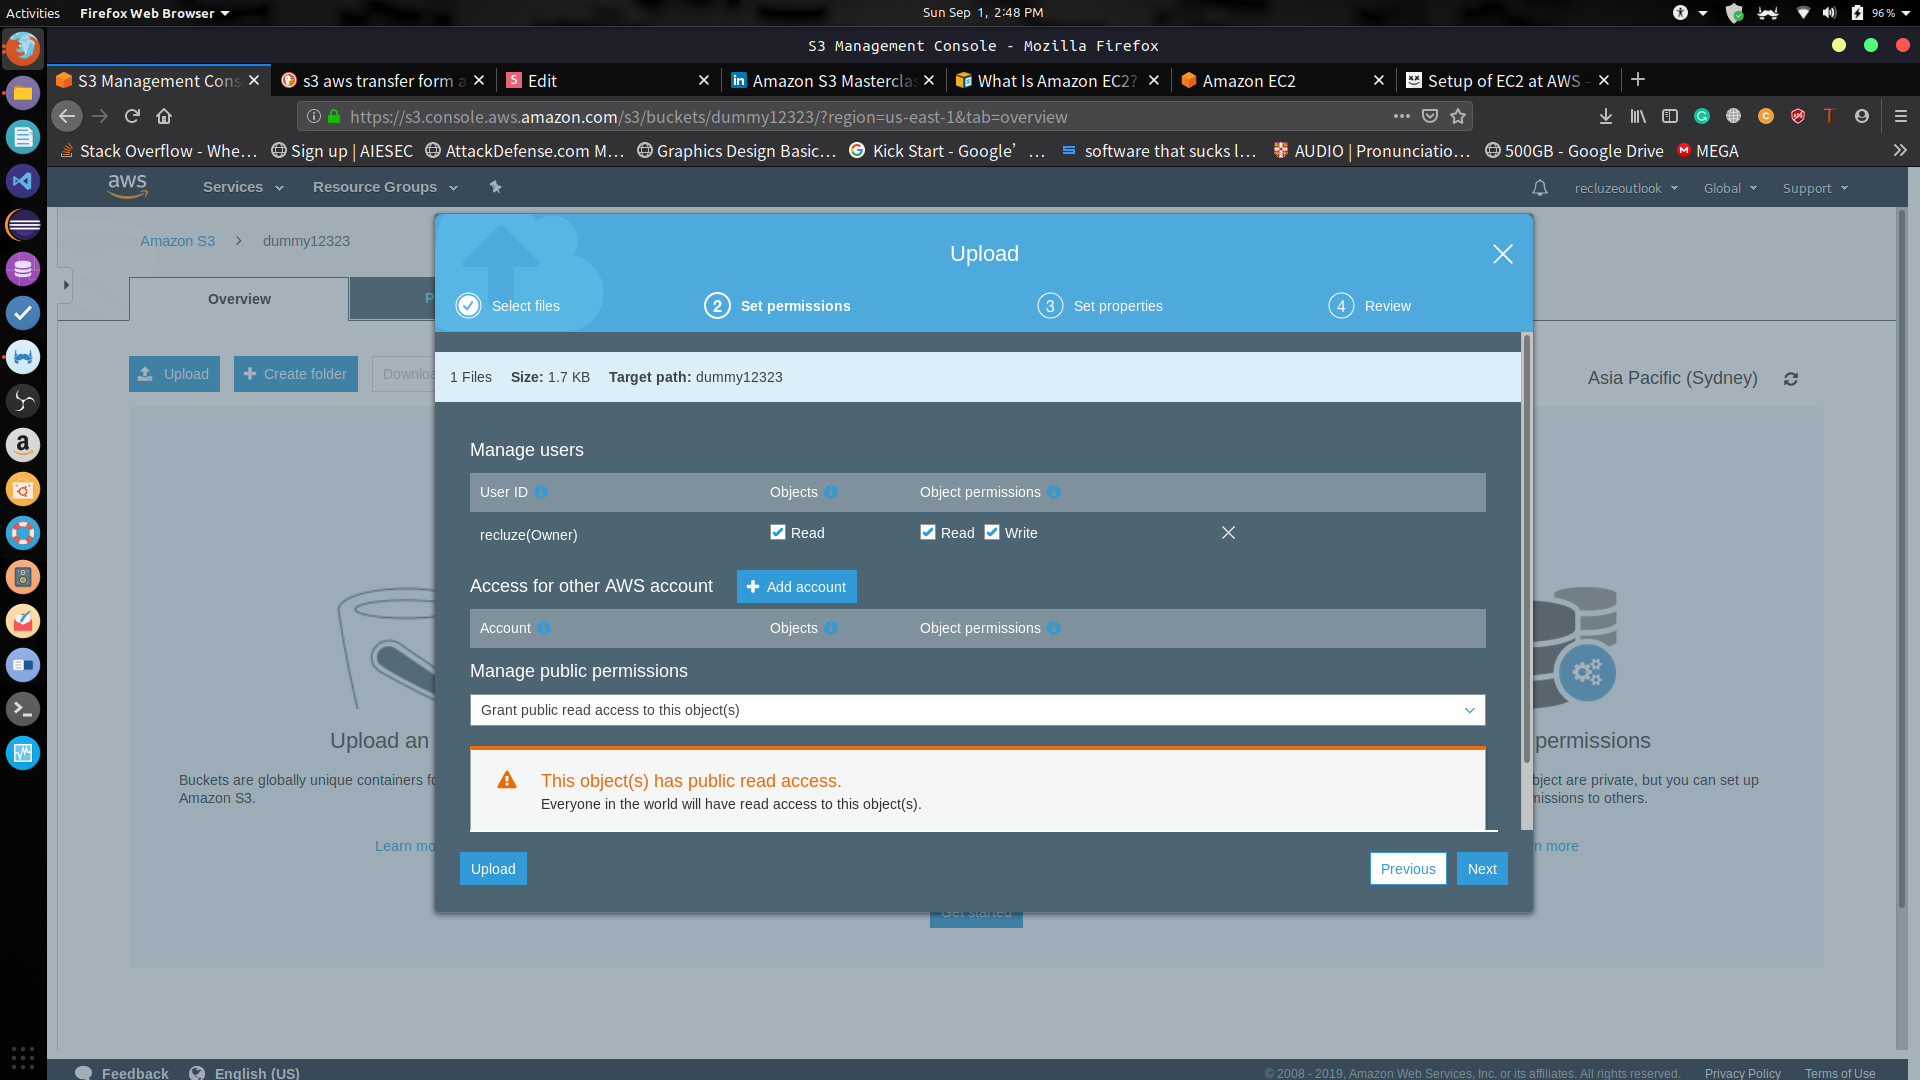 Activities Firefox Web Browser Sun Sep 1, 2:48 PM 96 %
S3 Management Console - Mozilla Firefox
S3 Management Cons s3 aws transfer form a Edit Amazon S3 Masterclas What Is Amazon EC2? Amazon EC2 Setup of EC2 at AWS -
https://s3.console.aws.amazon.com/s3/buckets/dummy12323/?region=us-east-1&tab=overview
Stack Overflow - Whe… Sign up | AIESEC AttackDefense.com M… Graphics Design Basic… Kick Start - Google’ … software that sucks l… AUDIO | Pronunciatio… 500GB - Google Drive MEGA
aws Services Resource Groups recluzeoutlook Global Support
Amazon S3 dummy12323
Upload
Overview P
Select files 2 Set permissions 3 Set properties 4 Review
Upload Create folder Downlo Asia Pacific (Sydney)
1 Files Size: 1.7 KB Target path: dummy12323
Manage users
User ID Objects Object permissions
recluze(Owner) Read Read Write
Access for other AWS account Add account
Account Objects Object permissions
Manage public permissions
Grant public read access to this object(s)
Upload an permissions
This object(s) has public read access.
Everyone in the world will have read access to this object(s).
Buckets are globally unique containers fo bject are private, but you can set up
Amazon S3. missions to others.
Learn mo n more
Upload Previous Next
Get started
Feedback English (US) © 2008 - 2019, Amazon Web Services, Inc. or its affiliates. All rights reserved. Privacy Policy Terms of Use